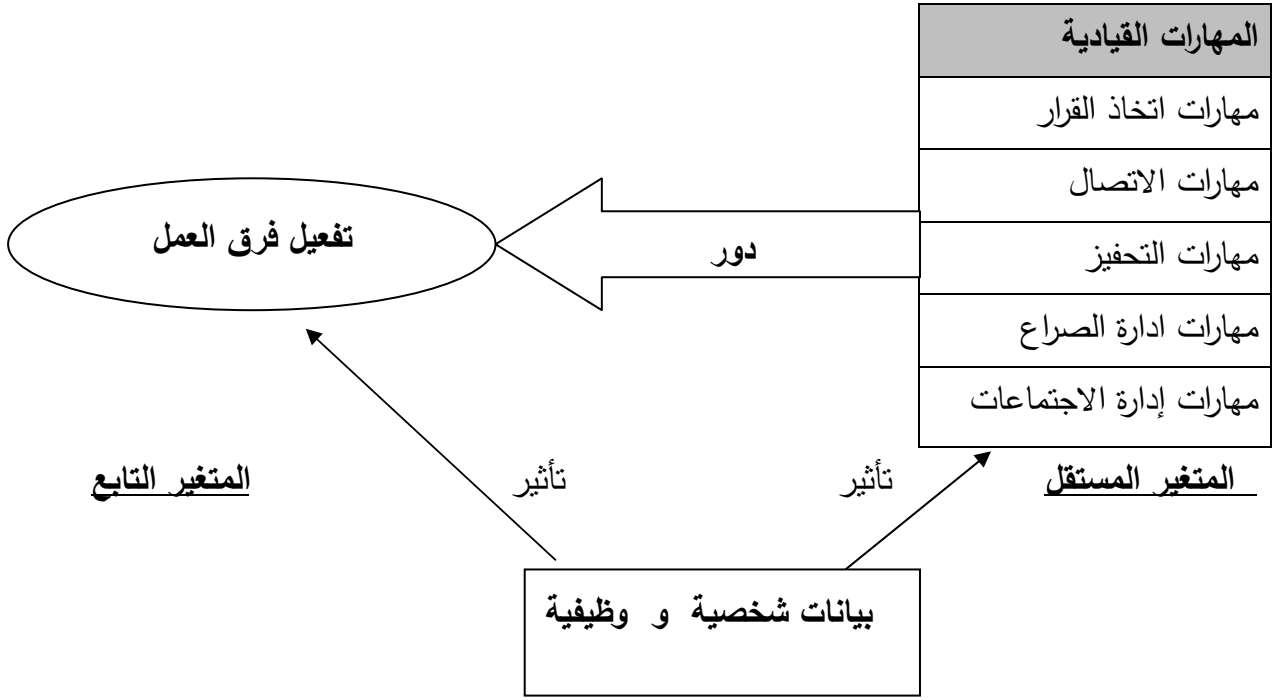 المهارات القيادية
مهارات اتخاذ القرار
مهارات الاتصال
مهارات التحفيز
مهارات ادارة الصراع
مهارات إدارة الاجتماعات
دور
تفعيل فرق العمل
المتغير المستقل
تأثير
تأثير
المتغير التابع
بيانات شخصية و وظيفية